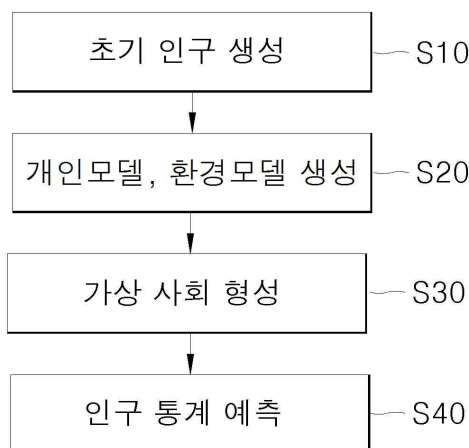 초기 인구 생성 S10
개인모델, 환경모델 생성 S20
가상 사회 형성 S30
인구 통계 예측 S40